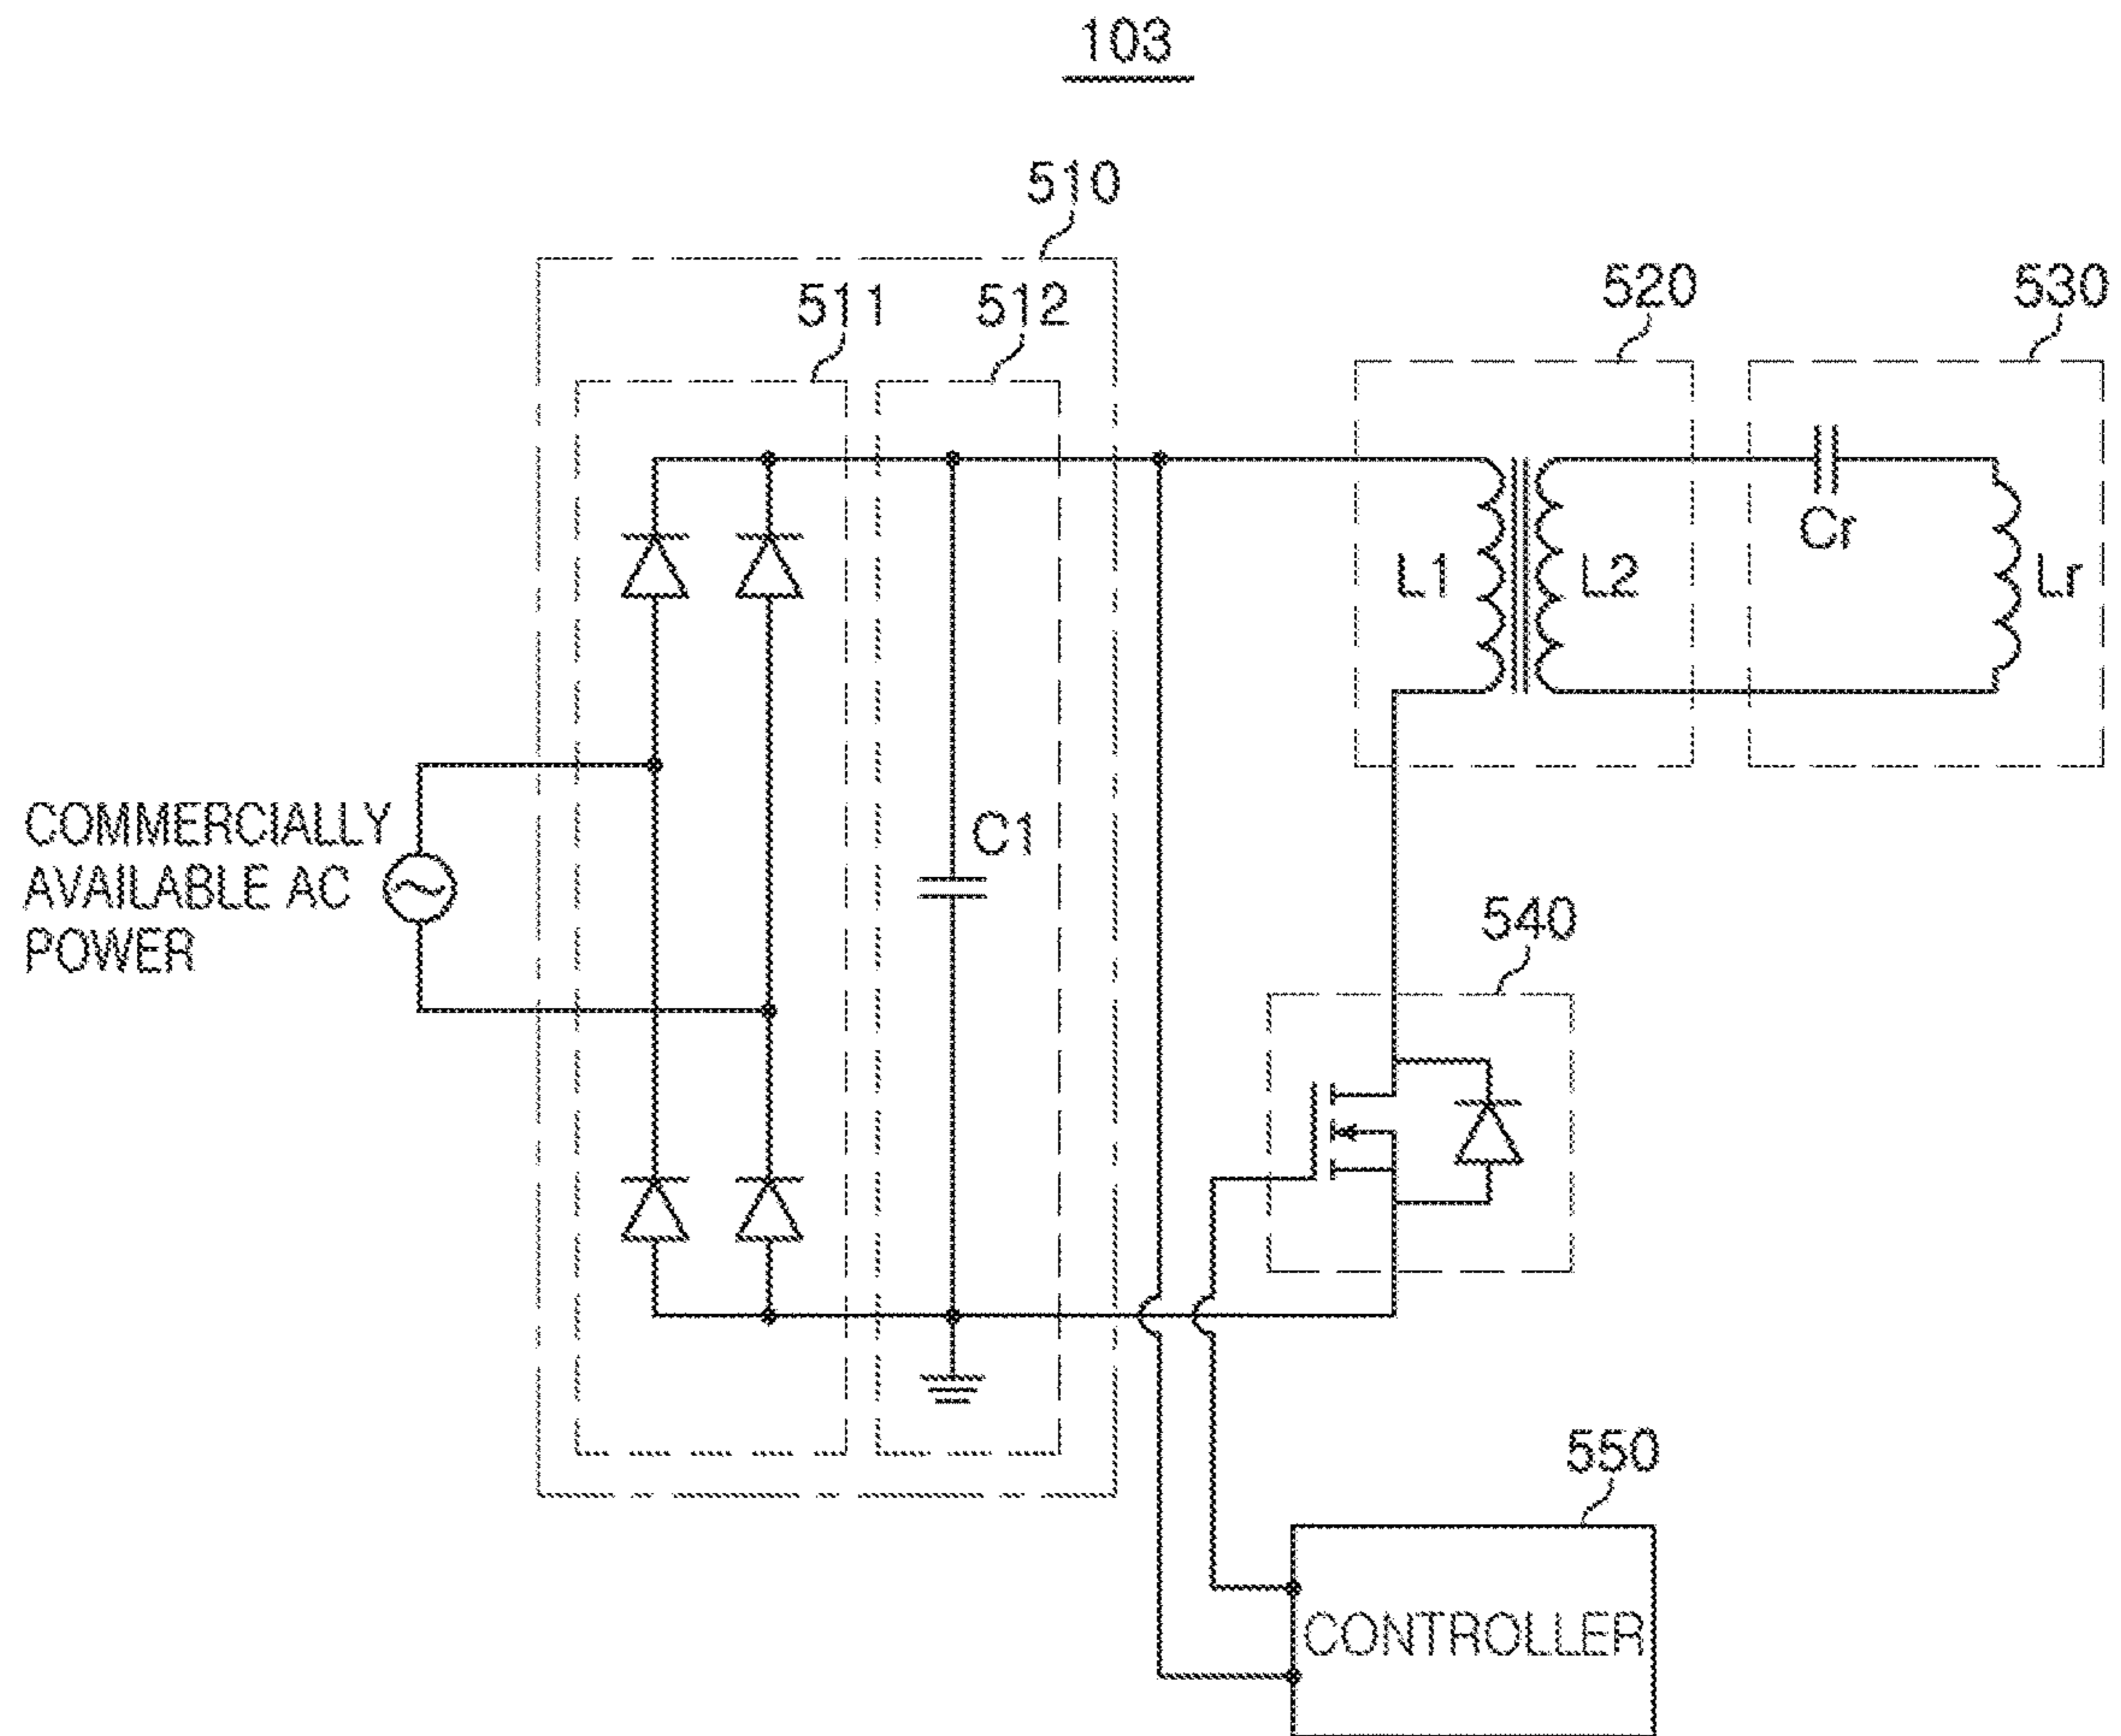 103
510
511
512
520
530
L1
L2
Cr
Lr
COMMERCIALLY
AVAILABLE AC
POWER
C1
540
550
CONTROLLER